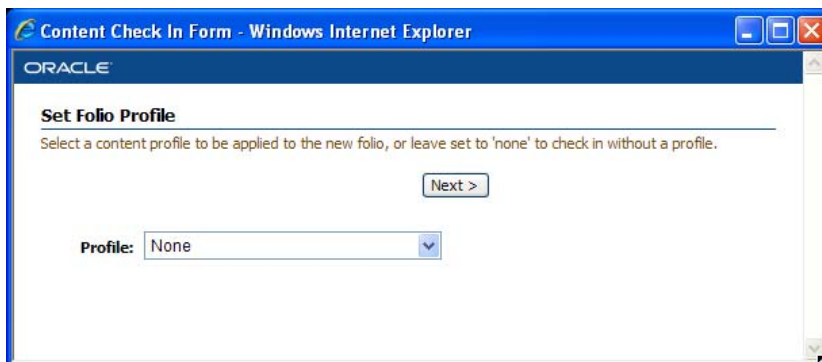 Content Check In Form - Windows Internet Explorer
ORACLE
Set Folio Profile
Select a content profile to be applied to the new folio, or leave set to 'none' to check in without a profile.
Next >
Profile: None